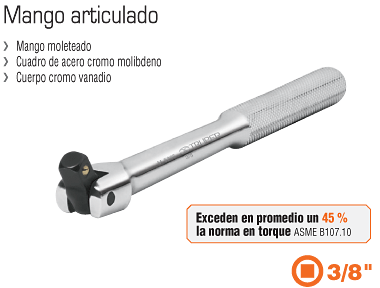 Mango articulado
› Mango moleteado
› Cuadro de acero cromo molibdeno
› Cuerpo cromo vanadio
TRUPER
Exceden en promedio un 45 %
la norma en torque ASME B107.10
3/8"